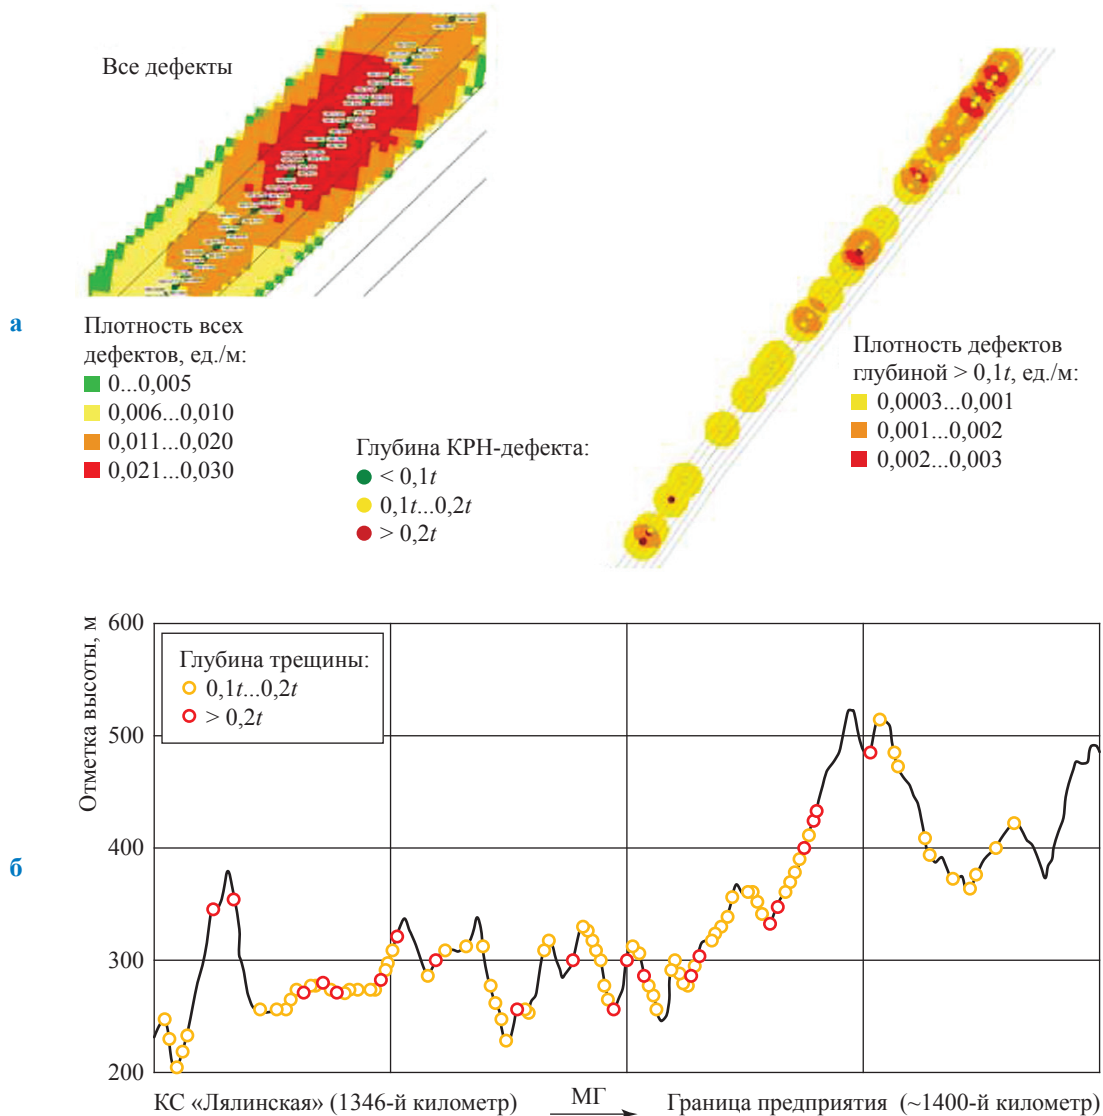 Все дефекты
а
Плотность всех
дефектов, ед./м:
0...0,005
0,006...0,010
0,011...0,020
0,021...0,030
Глубина КРН-дефекта:
< 0,1t
0,1t...0,2t
> 0,2t
Плотность дефектов
глубиной > 0,1t, ед./м:
0,0003...0,001
0,001...0,002
0,002...0,003
б
Отметка высоты, м
600
500
400
300
200
Глубина трещины:
0,1t...0,2t
> 0,2t
КС «Лялинская» (1346-й километр)
МГ
Граница предприятия (~1400-й километр)